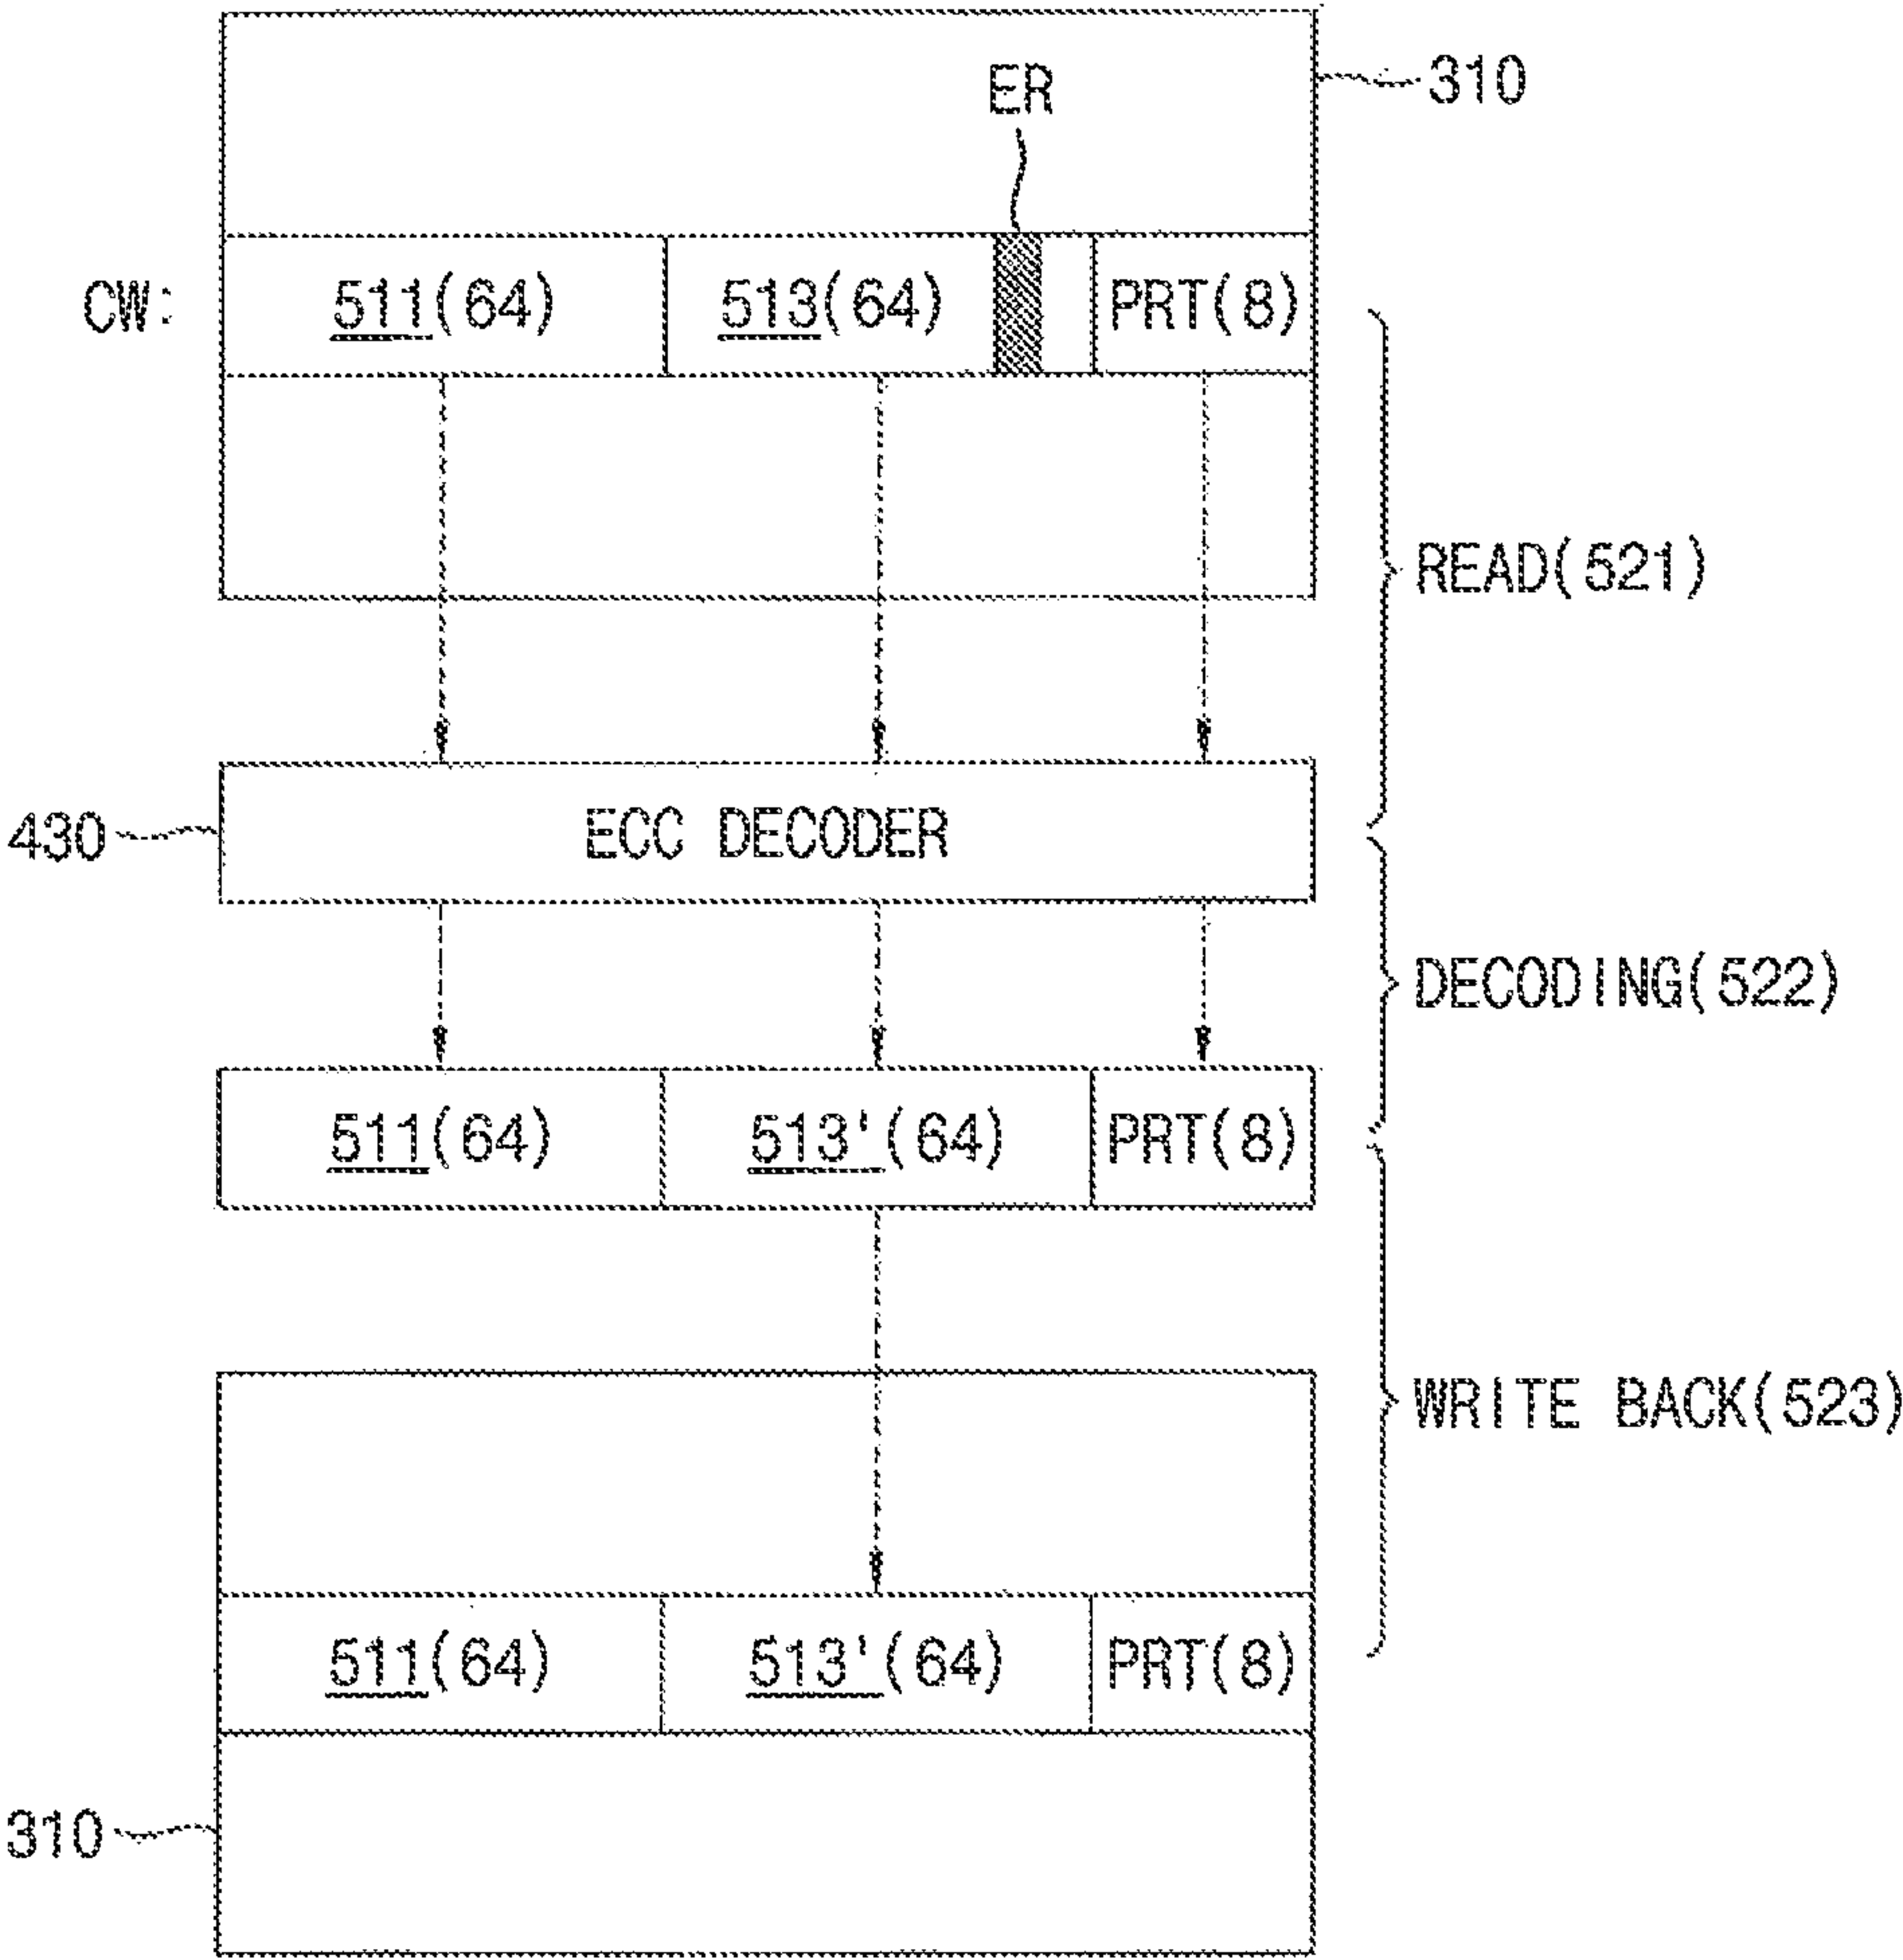 ER
310
CW: 511(64) 513(64) PRT(8)
READ(521)
430 ECC DECODER
DECODING(522)
511(64) 513'(64) PRT(8)
WRITE BACK(523)
511(64) 513'(64) PRT(8)
310